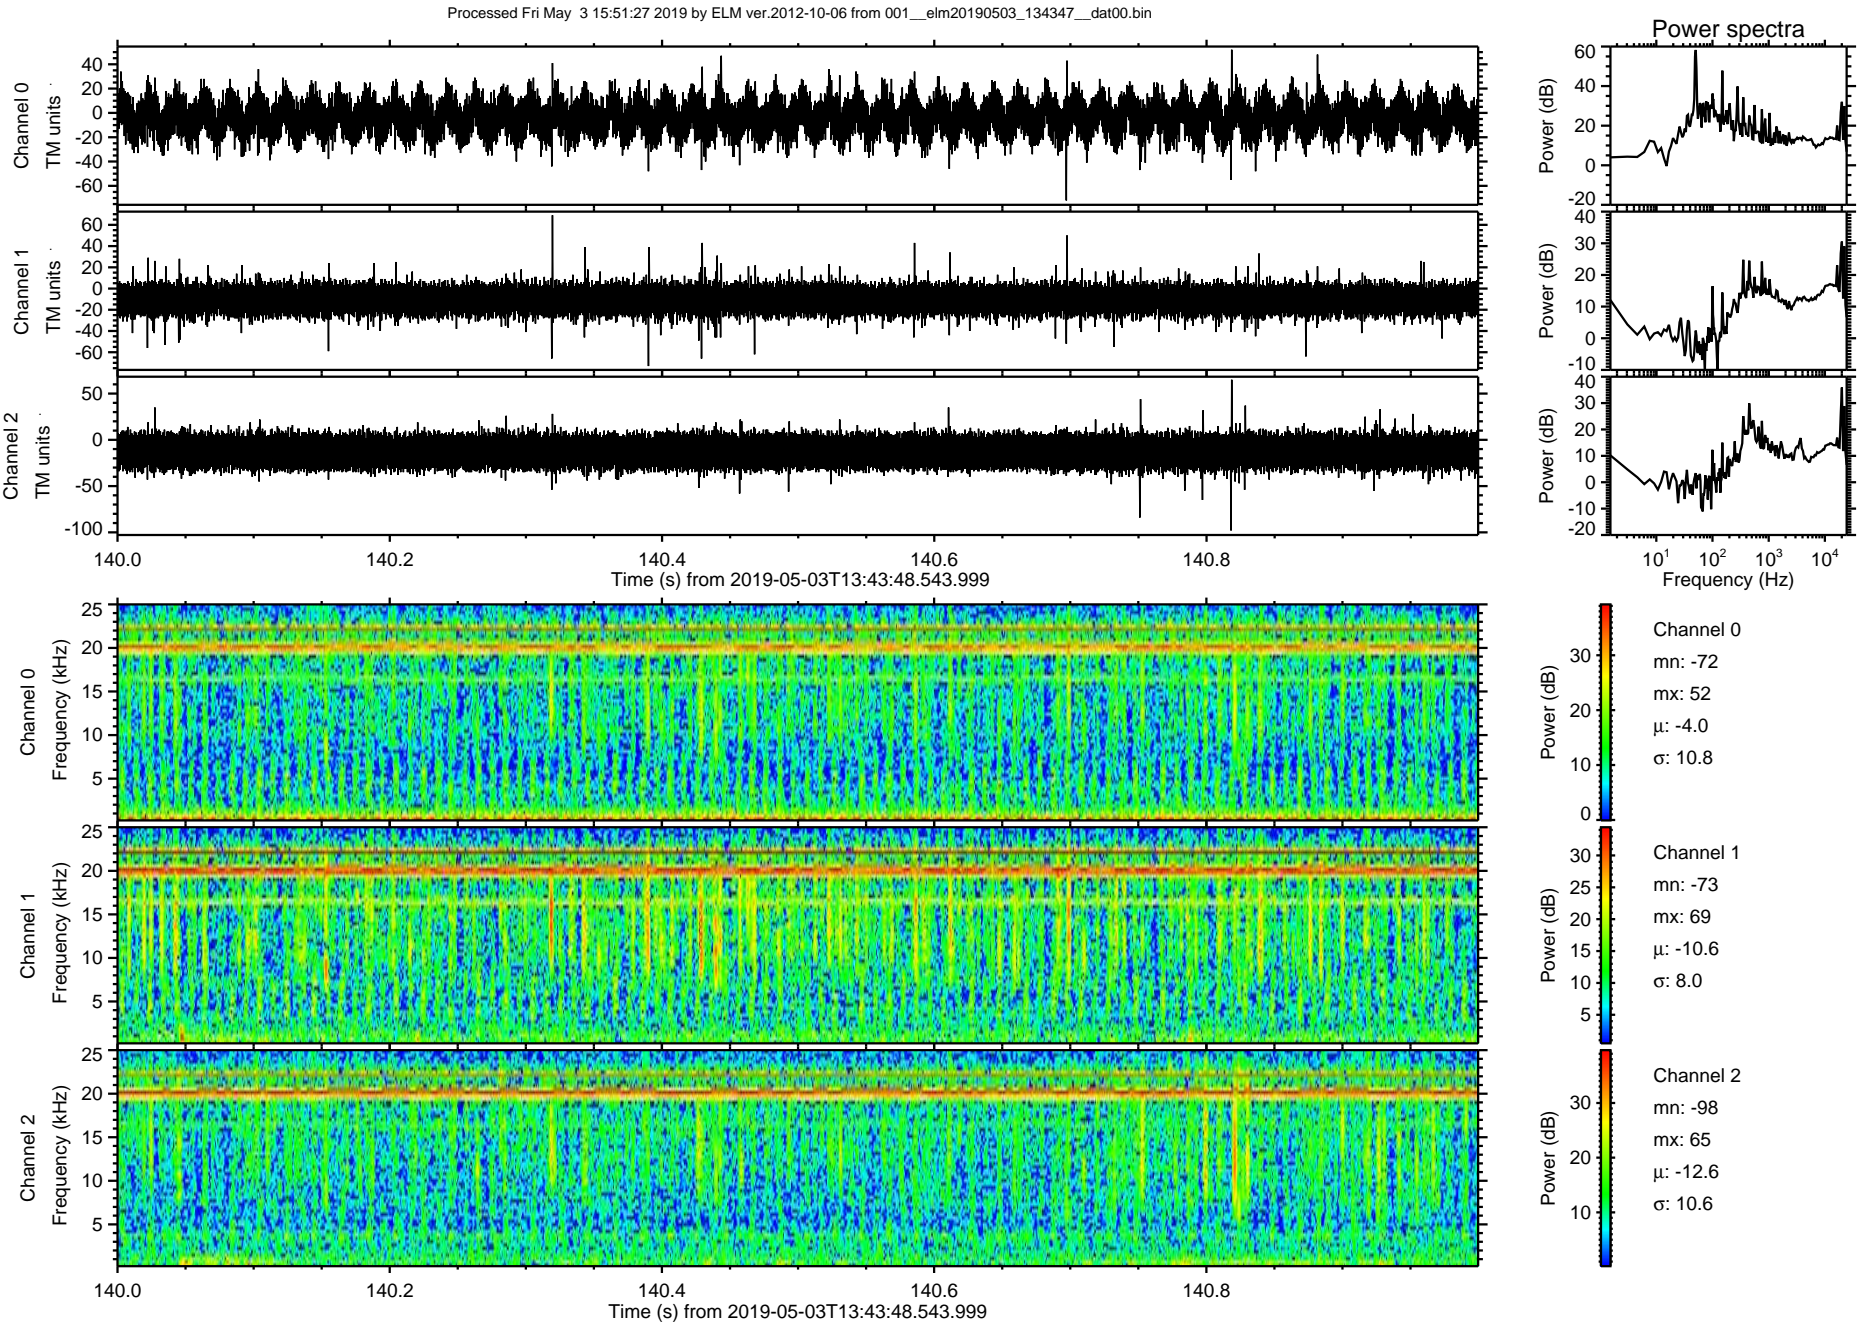 Processed Fri May  3 15:51:27 2019 by ELM ver.2012-10-06 from 001__elm20190503_134347__dat00.bin
Power spectra
Channel 0
TM units
40
20
0
-20
-40
-60
Power (dB)
60
40
20
0
-20
Channel 1
TM units
60
40
20
0
-20
-40
-60
Power (dB)
40
30
20
10
0
-10
Channel 2
TM units
50
0
-50
-100
Power (dB)
40
30
20
10
0
-10
-20
140.0 140.2 140.4 140.6 140.8
Time (s) from 2019-05-03T13:43:48.543.999
10¹ 10² 10³ 10⁴
Frequency (Hz)
Channel 0
Frequency (kHz)
25
20
15
10
5
Power (dB)
30
20
10
0
Channel 0
mn: -72
mx: 52
μ: -4.0
σ: 10.8
Channel 1
Frequency (kHz)
25
20
15
10
5
Power (dB)
30
25
20
15
10
5
Channel 1
mn: -73
mx: 69
μ: -10.6
σ: 8.0
Channel 2
Frequency (kHz)
25
20
15
10
5
Power (dB)
30
20
10
Channel 2
mn: -98
mx: 65
μ: -12.6
σ: 10.6
140.0 140.2 140.4 140.6 140.8
Time (s) from 2019-05-03T13:43:48.543.999